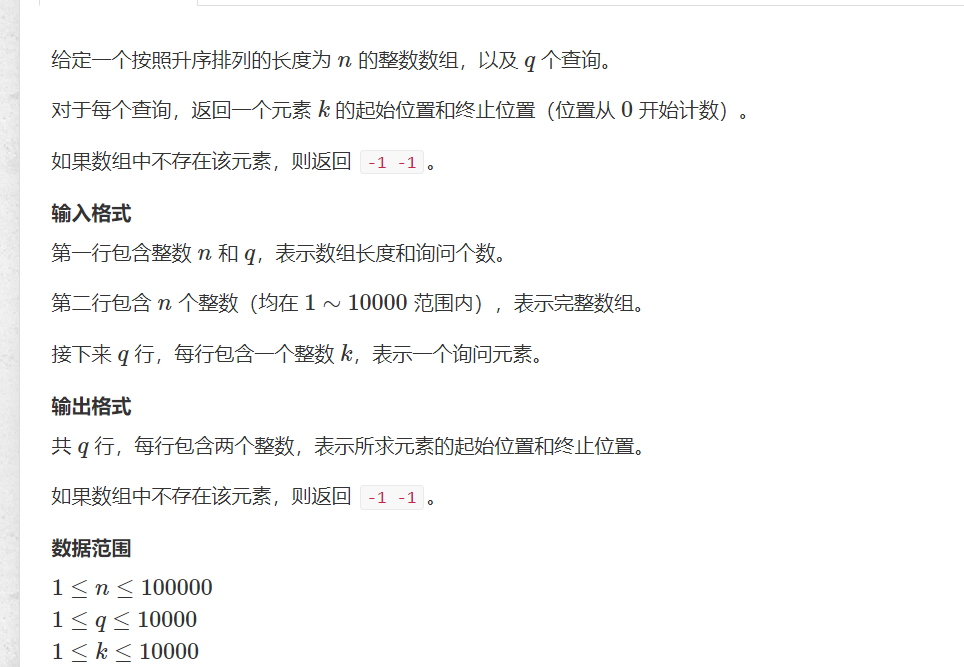 给定一个按照升序排列的长度为 n 的整数数组，以及 q 个查询。
对于每个查询，返回一个元素 k 的起始位置和终止位置（位置从 0 开始计数）。
如果数组中不存在该元素，则返回 -1 -1 。
输入格式
第一行包含整数 n 和 q，表示数组长度和询问个数。
第二行包含 n 个整数（均在 1 ∼ 10000 范围内），表示完整数组。
接下来 q 行，每行包含一个整数 k，表示一个询问元素。
输出格式
共 q 行，每行包含两个整数，表示所求元素的起始位置和终止位置。
如果数组中不存在该元素，则返回 -1 -1 。
数据范围
1 ≤ n ≤ 100000
1 ≤ q ≤ 10000
1 ≤ k ≤ 10000